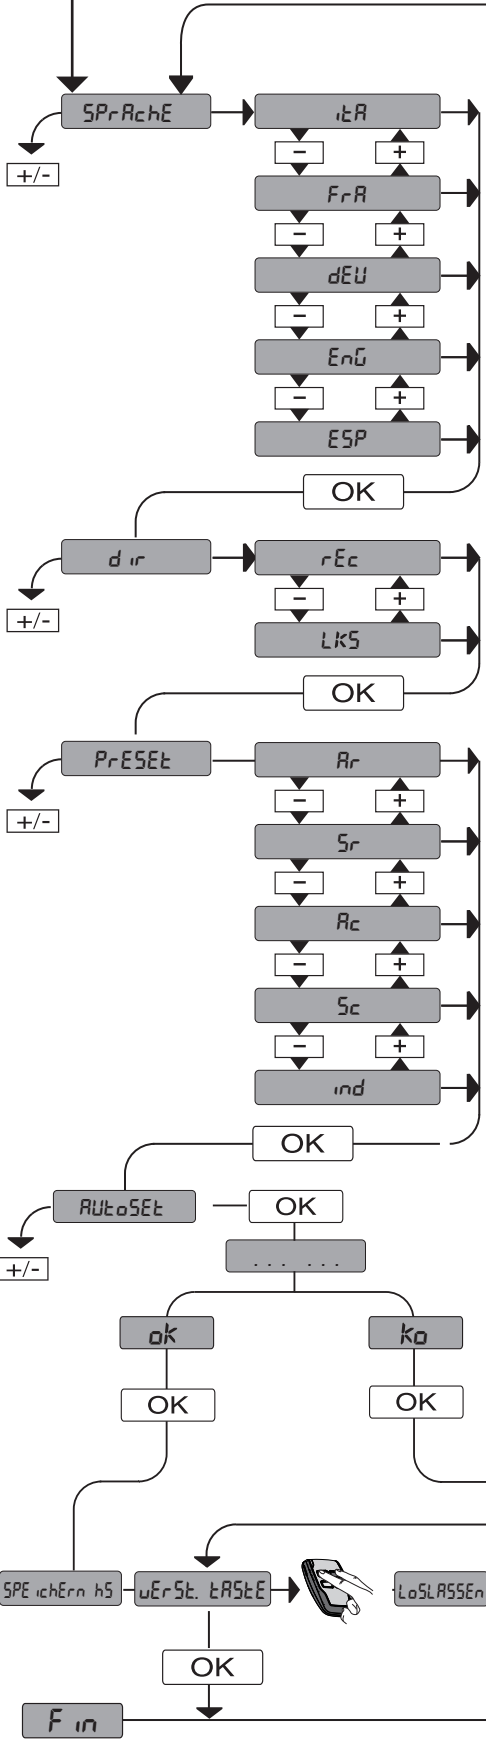 SPrAchE
itA
+/-
- +
FrA
- +
dEU
- +
EnG
- +
ESP
OK
dir
rEc
+/-
- +
LKS
OK
PrESEt
Ar
+/-
- +
Sr
- +
Ac
- +
Sc
- +
ind
OK
AUtoSEt
OK
+/-
... ...
ok
ko
OK
OK
SPEichErn hS
vErSt. tAStE
LoSLASSEn
OK
Fin